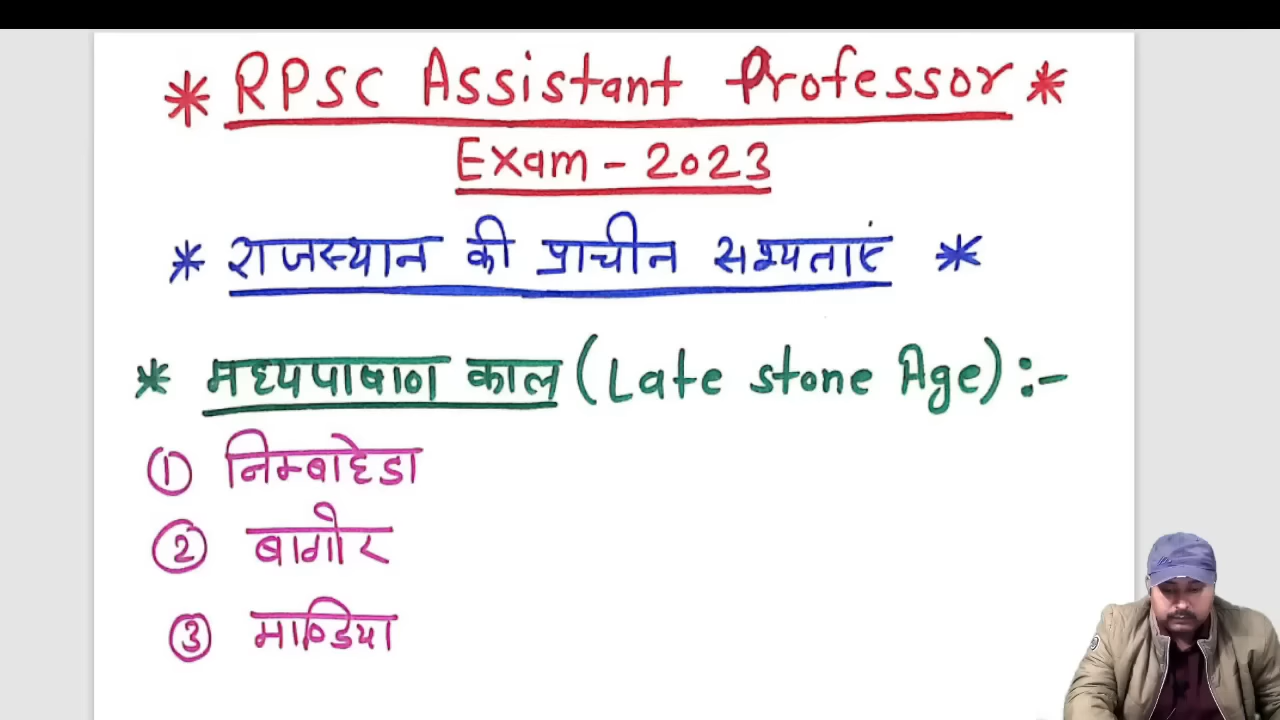 * RPSC Assistant Professor *
Exam - 2023
* राजस्थान की प्राचीन सभ्यताएं *
* मध्यपाषाण काल (Late stone Age) :-
① निम्बाहेडा
② बागोर
③ माण्डिया